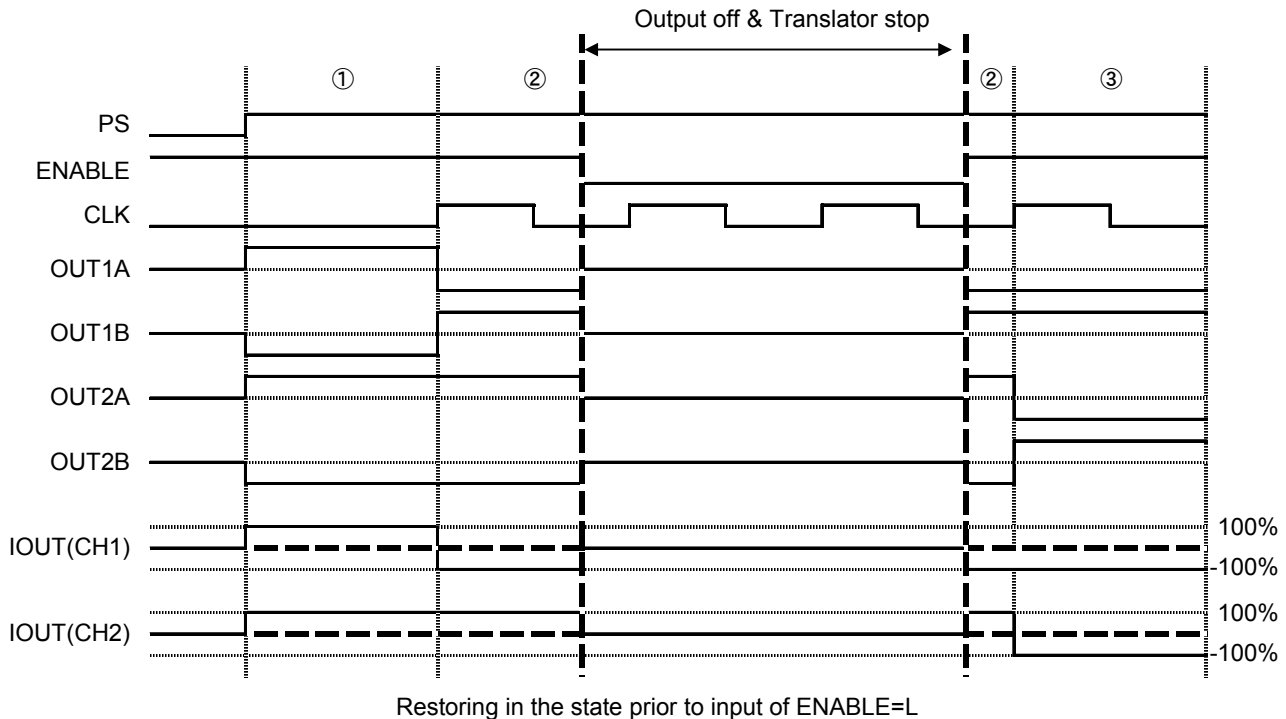 Output off & Translator stop
① ② ② ③
PS
ENABLE
CLK
OUT1A
OUT1B
OUT2A
OUT2B
IOUT(CH1)
100%
-100%
IOUT(CH2)
100%
-100%
Restoring in the state prior to input of ENABLE=L